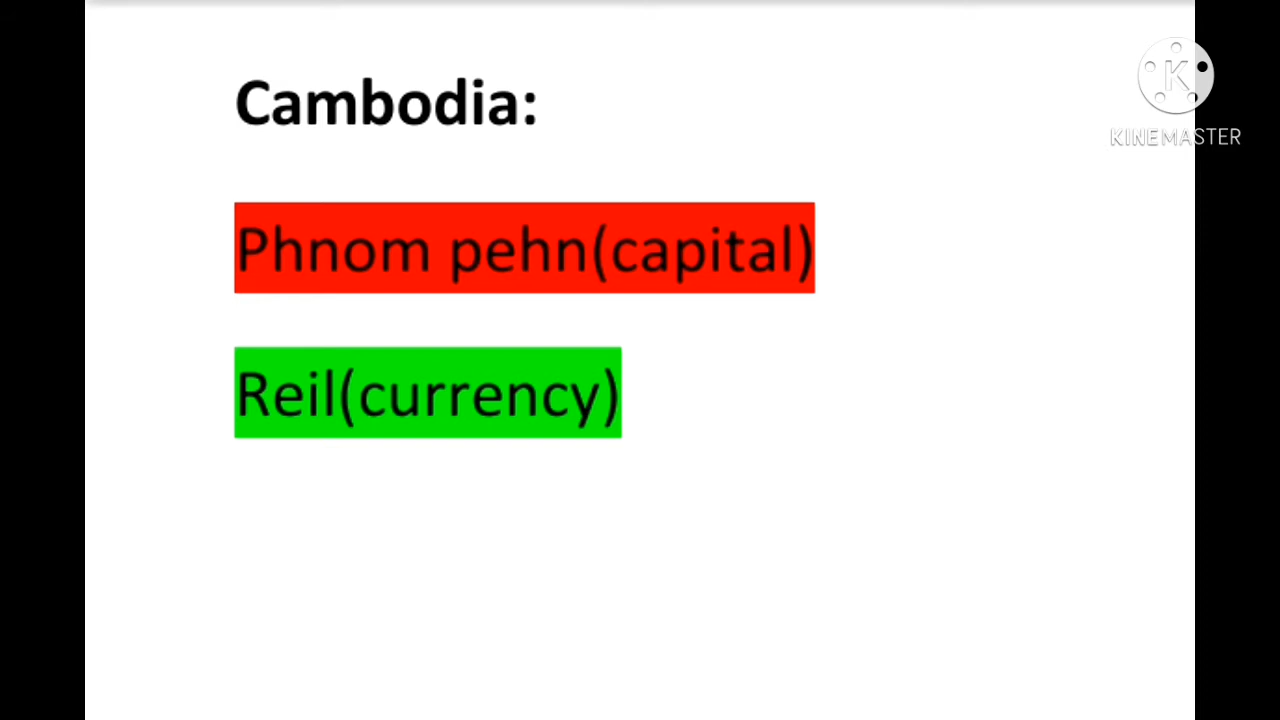 Cambodia:
Phnom pehn(capital)
Reil(currency)
K
KINEMASTER